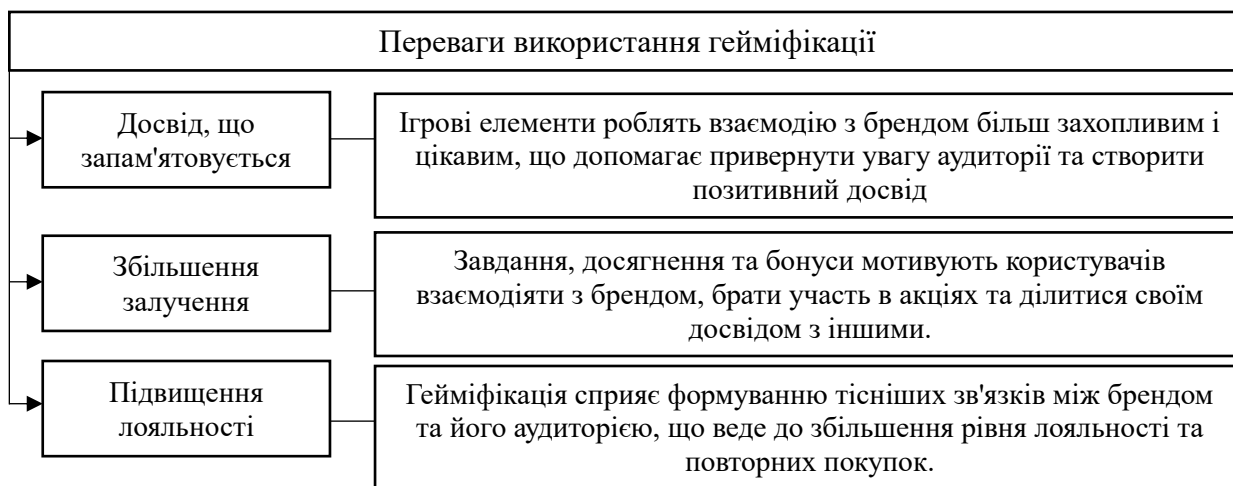 Переваги використання гейміфікації
Досвід, що
запам'ятовується
Ігрові елементи роблять взаємодію з брендом більш захопливим і
цікавим, що допомагає привернути увагу аудиторії та створити
позитивний досвід
Збільшення
залучення
Завдання, досягнення та бонуси мотивують користувачів
взаємодіяти з брендом, брати участь в акціях та ділитися своїм
досвідом з іншими.
Підвищення
лояльності
Гейміфікація сприяє формуванню тісніших зв'язків між брендом
та його аудиторією, що веде до збільшення рівня лояльності та
повторних покупок.